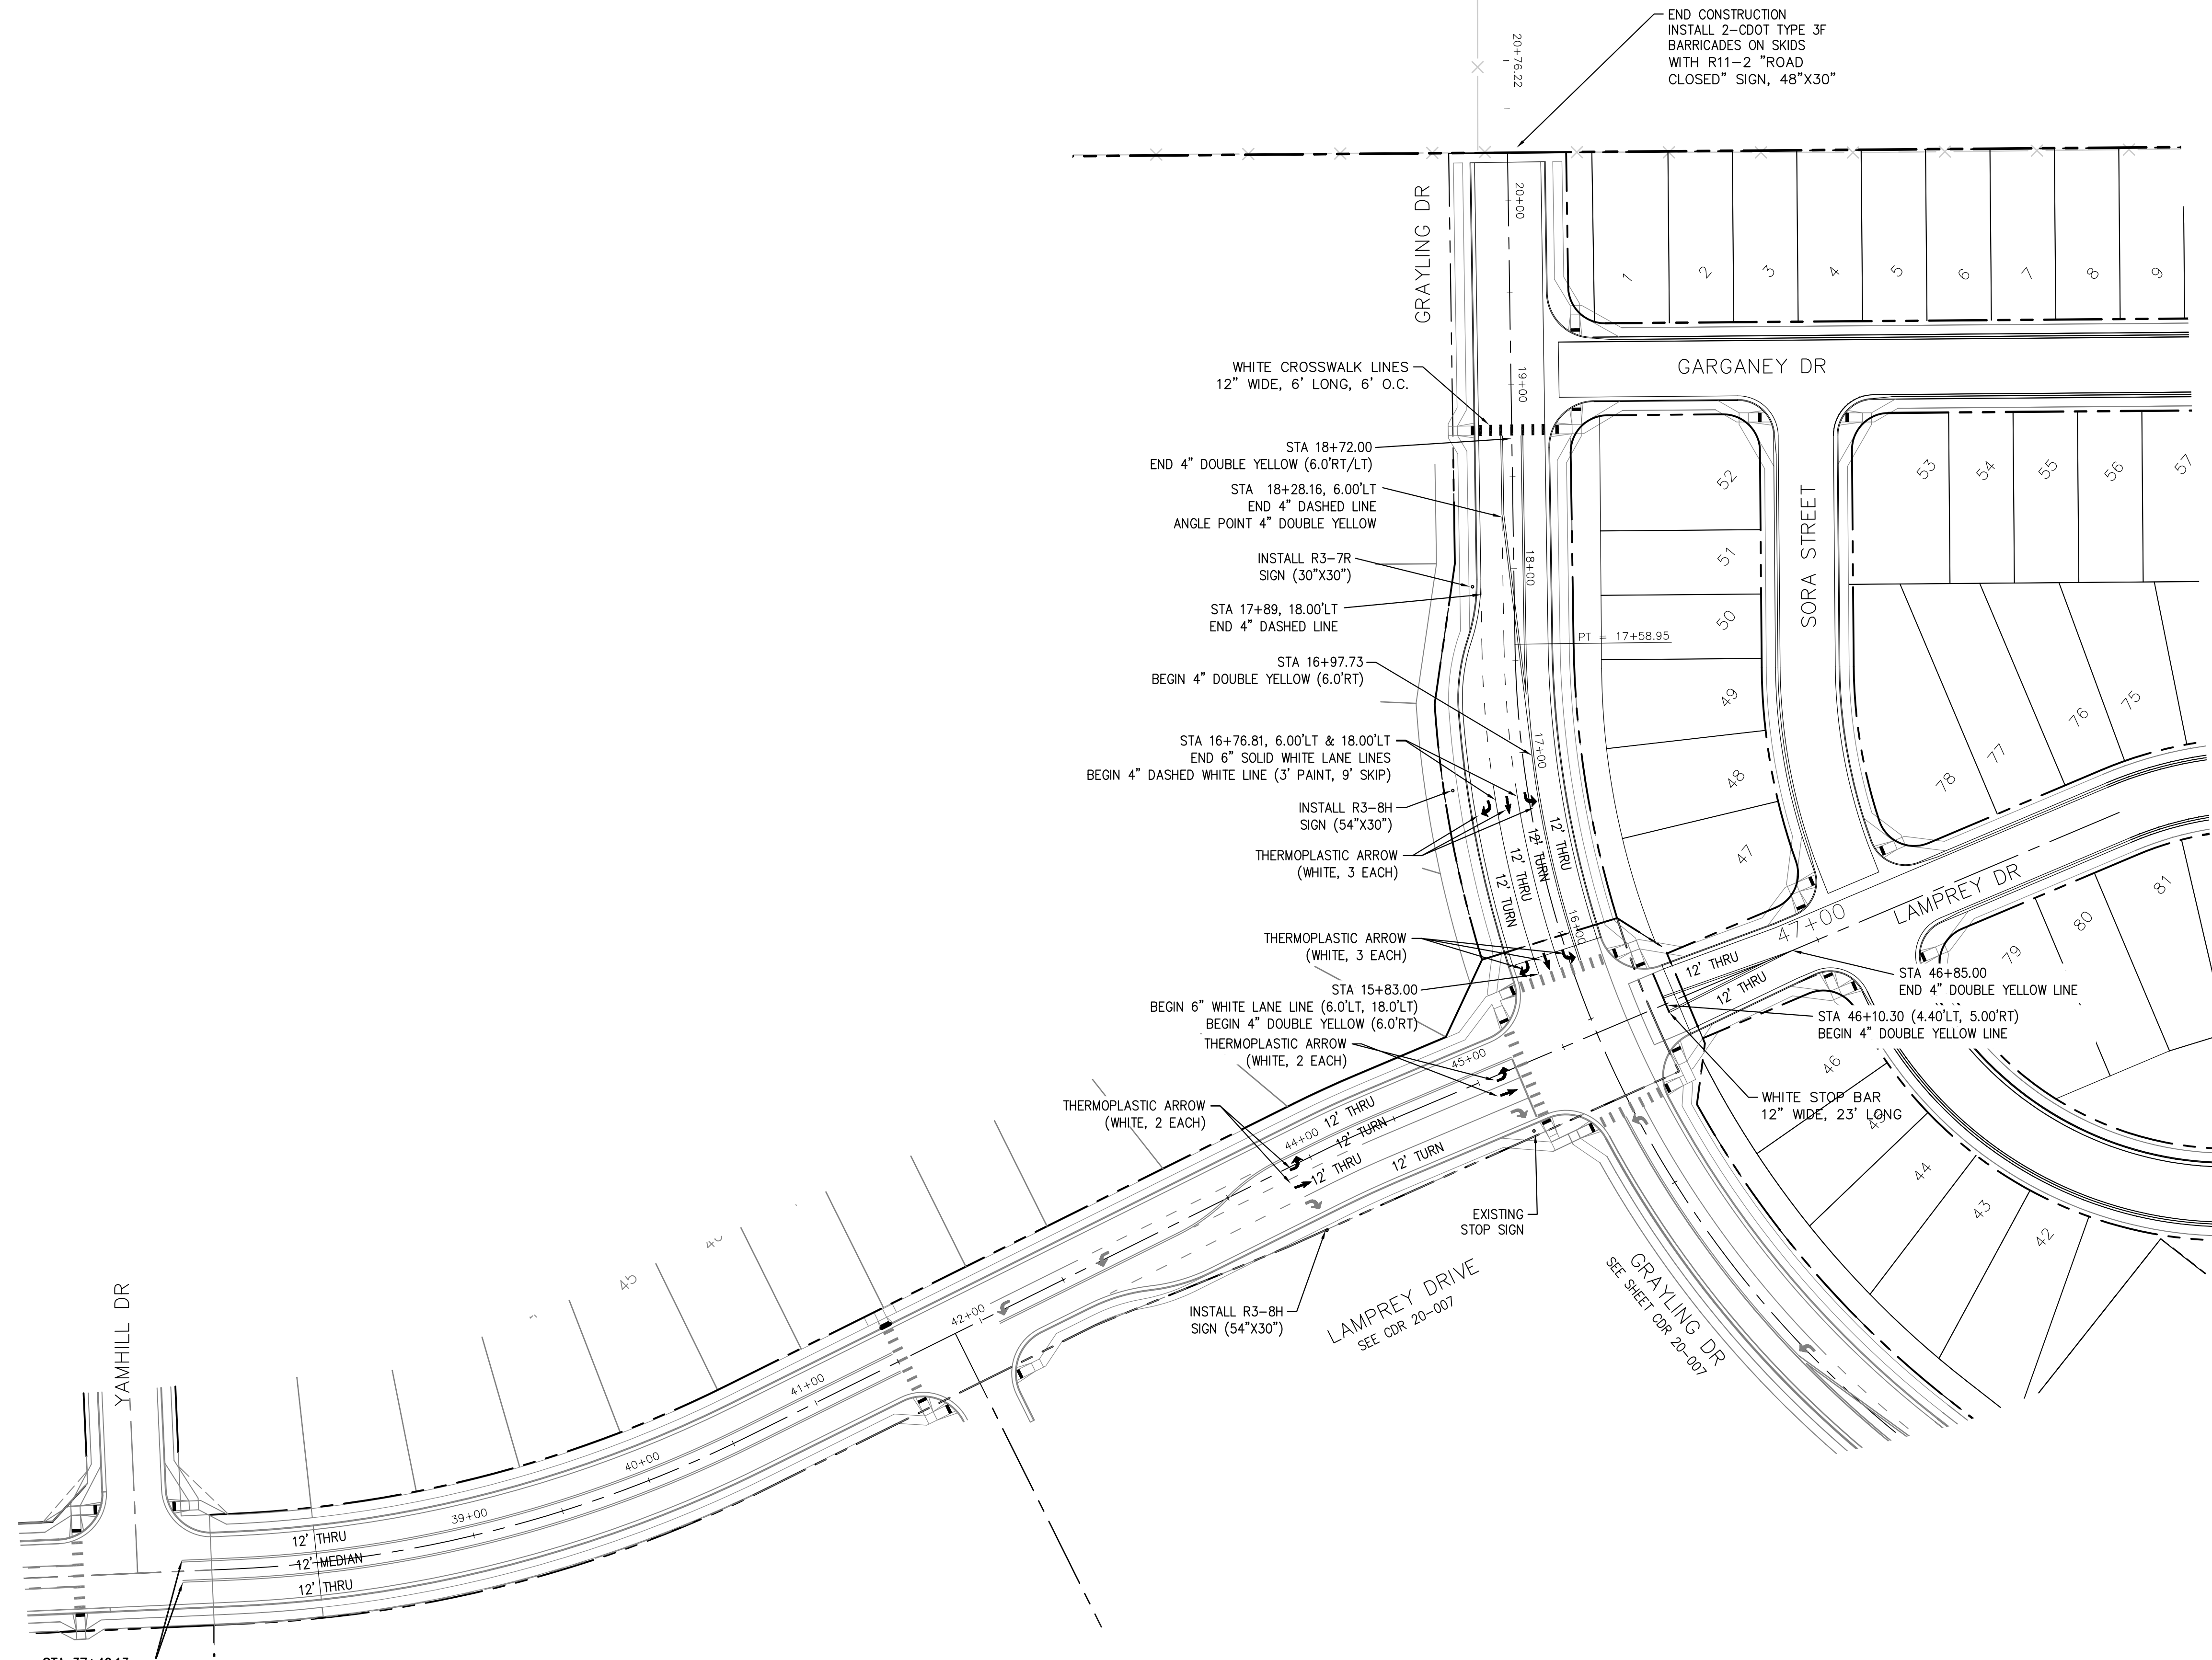 END CONSTRUCTION
INSTALL 2-CDOT TYPE 3F
BARRICADES ON SKIDS
WITH R11-2 "ROAD
CLOSED" SIGN, 48"X30"
20+76.22
GRAYLING DR
20+00
1
2
3
4
5
6
7
8
9
GARGANEY DR
WHITE CROSSWALK LINES
12" WIDE, 6' LONG, 6' O.C.
19+00
STA 18+72.00
END 4" DOUBLE YELLOW (6.0'RT/LT)
STA 18+28.16, 6.00'LT
END 4" DASHED LINE
ANGLE POINT 4" DOUBLE YELLOW
52
53
54
55
56
57
SORA STREET
INSTALL R3-7R
SIGN (30"X30")
18+00
51
STA 17+89, 18.00'LT
END 4" DASHED LINE
50
PT = 17+58.95
STA 16+97.73
BEGIN 4" DOUBLE YELLOW (6.0'RT)
49
78
77
76
75
STA 16+76.81, 6.00'LT & 18.00'LT
END 6" SOLID WHITE LANE LINES
BEGIN 4" DASHED WHITE LINE (3' PAINT, 9' SKIP)
17+00
48
INSTALL R3-8H
SIGN (54"X30")
THERMOPLASTIC ARROW
(WHITE, 3 EACH)
12' TURN
12' THRU
12' TURN
12' THRU
47
16+00
LAMPREY DR
47+00
79
80
81
THERMOPLASTIC ARROW
(WHITE, 3 EACH)
12' THRU
12' THRU
STA 46+85.00
END 4" DOUBLE YELLOW LINE
STA 15+83.00
BEGIN 6" WHITE LANE LINE (6.0'LT, 18.0'LT)
BEGIN 4" DOUBLE YELLOW (6.0'RT)
STA 46+10.30 (4.40'LT, 5.00'RT)
BEGIN 4" DOUBLE YELLOW LINE
THERMOPLASTIC ARROW
(WHITE, 2 EACH)
45+00
46
WHITE STOP BAR
12" WIDE, 23' LONG
THERMOPLASTIC ARROW
(WHITE, 2 EACH)
44+00
12' THRU
12' TURN
12' THRU
12' TURN
44
43
42
EXISTING
STOP SIGN
INSTALL R3-8H
SIGN (54"X30")
LAMPREY DRIVE
SEE CDR 20-007
GRAYLING DR
SEE SHEET CDR 20-007
45
42+00
41+00
40+00
39+00
YAMHILL DR
12' THRU
12' MEDIAN
12' THRU